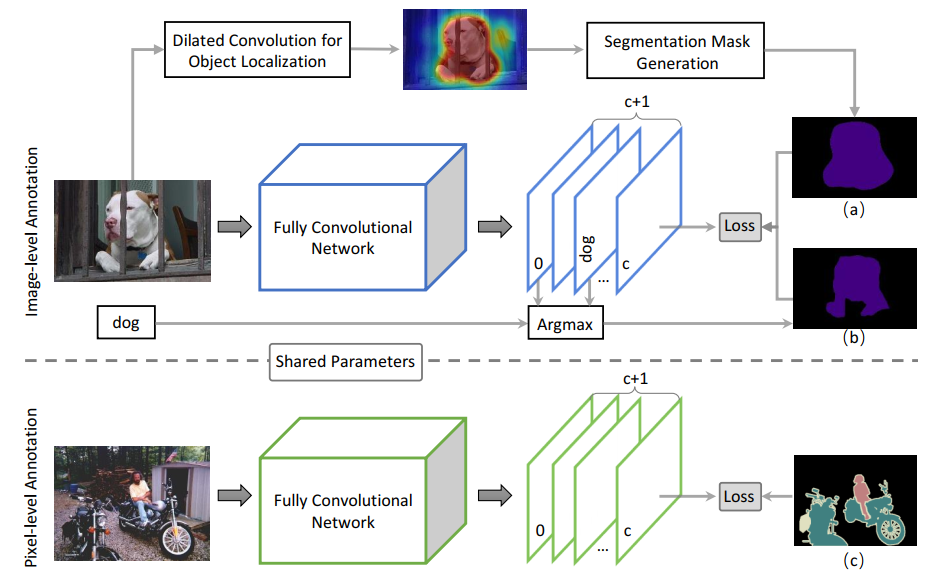 Dilated Convolution for
Object Localization
Segmentation Mask
Generation
c+1
Image-level Annotation
Fully Convolutional
Network
0
dog
...
c
Loss
(a)
dog
Argmax
(b)
Shared Parameters
c+1
Pixel-level Annotation
Fully Convolutional
Network
0
...
c
Loss
(c)